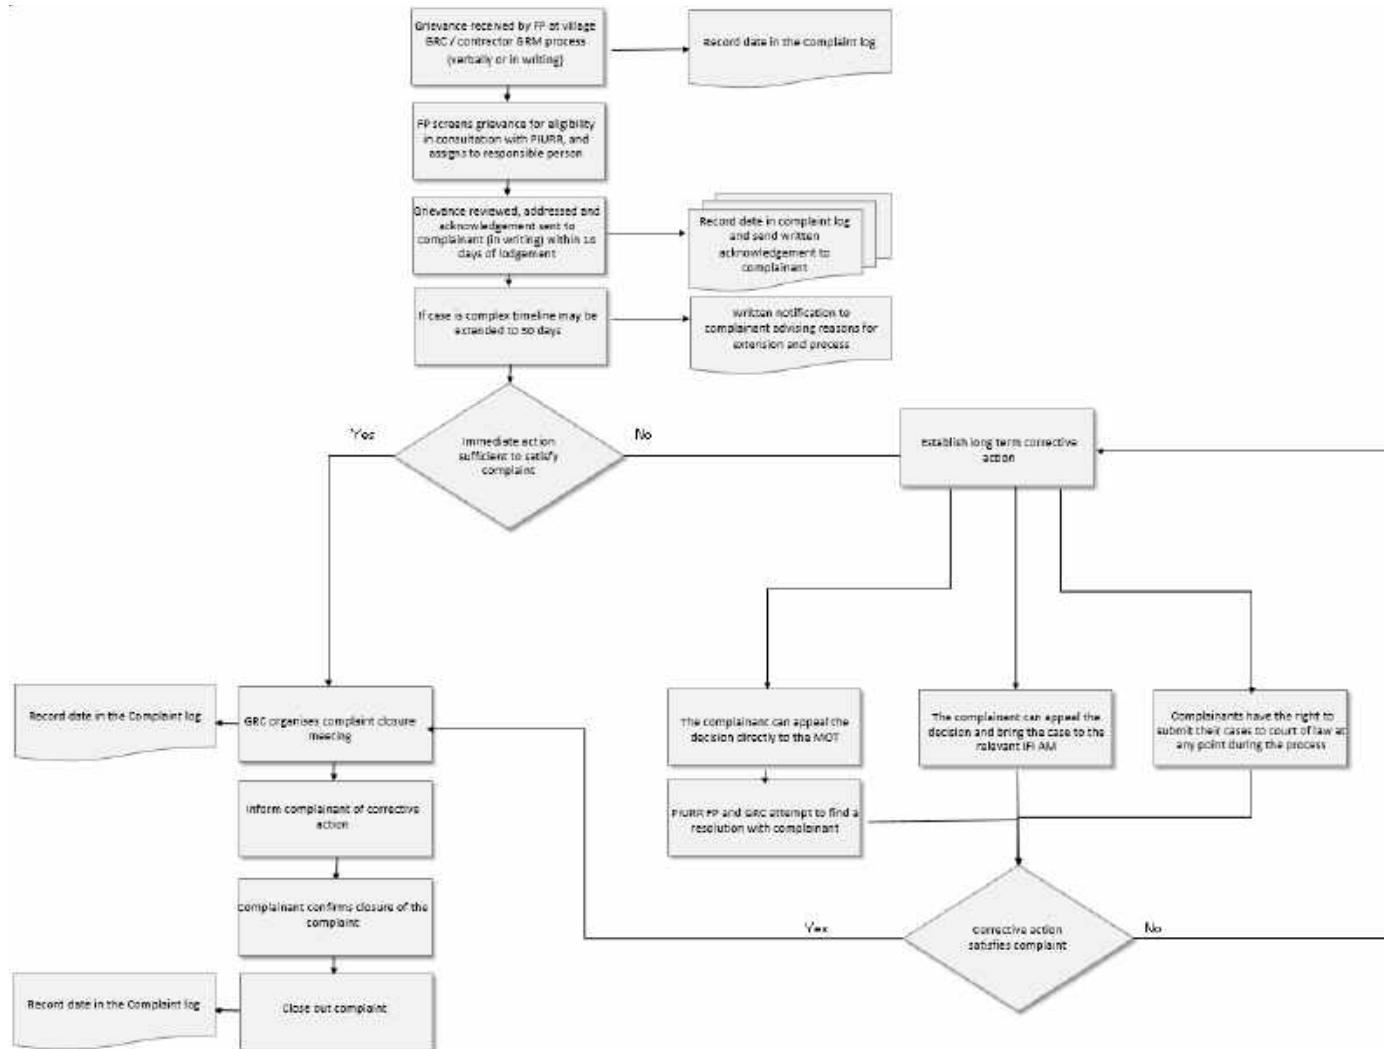 Grievance received by FP at village
GRC / contractor GRM process
(verbally or in writing)
Record date in the Complaint log
FP screens grievance for eligibility
in consultation with PIURR, and
assigns to responsible person
Grievance reviewed, addressed and
acknowledgement sent to
complainant (in writing) within
days of lodgement
Record date in complaint log
and send written
acknowledgement to
complainant
If case is complex timeline may be
extended to days
Written notification to
complainant advising reasons for
extension and process
Yes
Immediate action
sufficient to satisfy
complaint
No
Establish long term corrective
action
Record date in the Complaint log
GRC organises complaint closure
meeting
The complainant can appeal the
decision directly to the MOT
The complainant can appeal the
decision and bring the case to the
relevant IFI AM
Complainants have the right to
submit their cases to court of law at
any point during the process
Inform complainant of corrective
action
PIURR FP and GRC attempt to find a
resolution with complainant
Complainant confirms closure of the
complaint
Yes
Corrective action
satisfies complaint
No
Record date in the Complaint log
Close out complaint